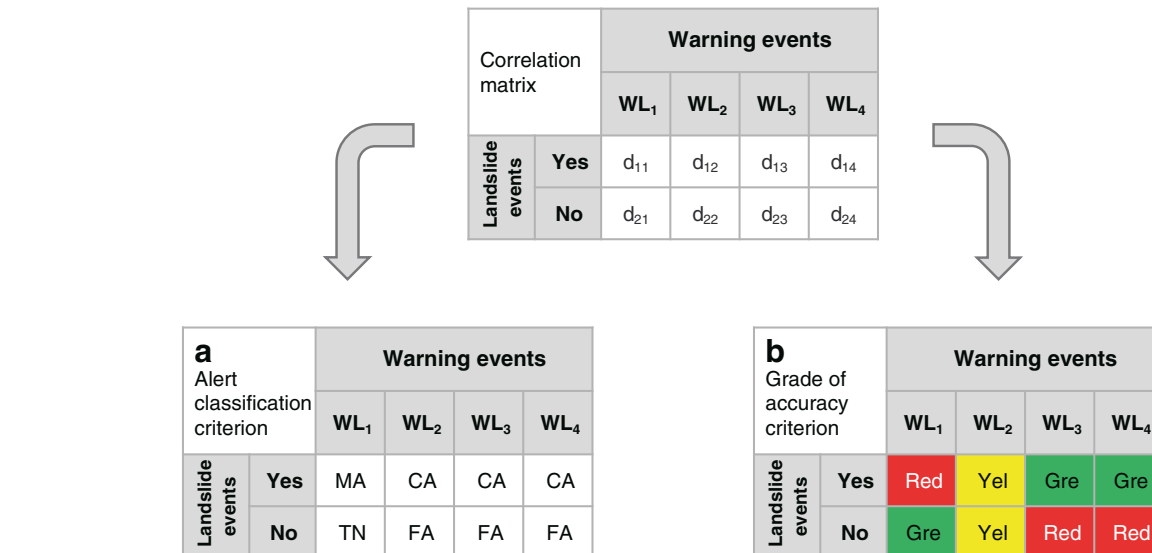 Correlation
matrix
Warning events
WL₁ WL₂ WL₃ WL₄
Landslide
events
Yes d₁₁ d₁₂ d₁₃ d₁₄
No d₂₁ d₂₂ d₂₃ d₂₄
a
Alert
classification
criterion
Warning events
WL₁ WL₂ WL₃ WL₄
Landslide
events
Yes MA CA CA CA
No TN FA FA FA
b
Grade of
accuracy
criterion
Warning events
WL₁ WL₂ WL₃ WL₄
Landslide
events
Yes Red Yel Gre Gre
No Gre Yel Red Red